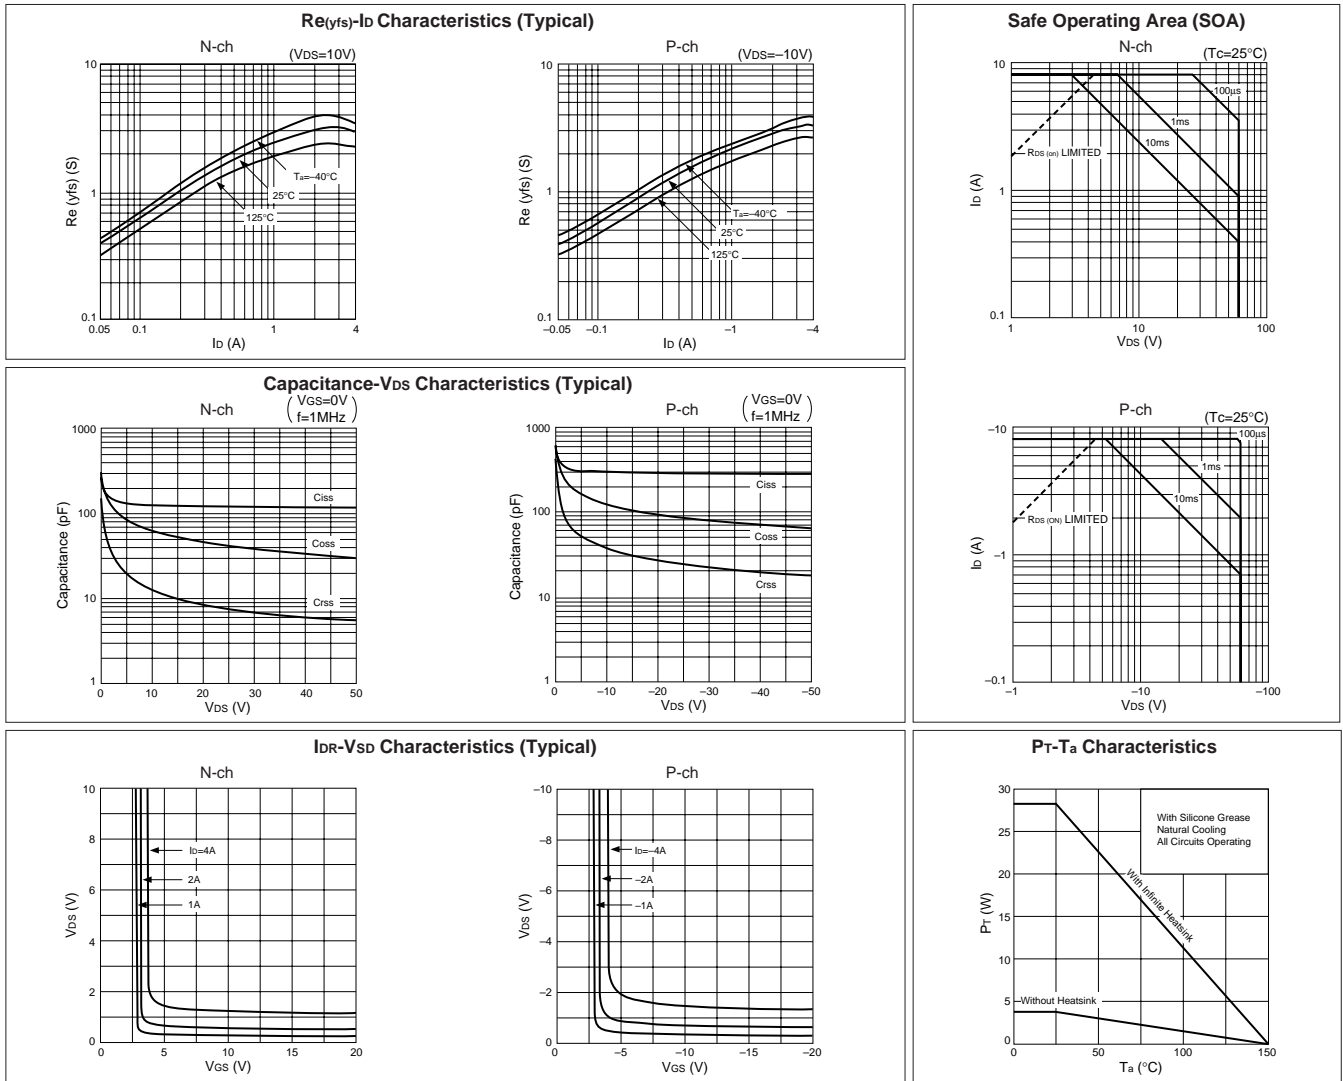 Re(yfs)-ID Characteristics (Typical)
N-ch
(VDS=10V)
10
1
0.1
Re (yfs) (S)
Ta=–40°C
25°C
125°C
0.05 0.1 1 4
ID (A)
P-ch
(VDS=–10V)
10
1
0.1
Re (yfs) (S)
Ta=–40°C
25°C
125°C
–0.05 –0.1 –1 –4
ID (A)
Safe Operating Area (SOA)
N-ch
(Tc=25°C)
10
1
0.1
ID (A)
100µs
1ms
10ms
RDS (on) LIMITED
1 10 100
VDS (V)
P-ch
(Tc=25°C)
–10
–1
–0.1
ID (A)
100µs
1ms
10ms
RDS (ON) LIMITED
–1 –10 –100
VDS (V)
Capacitance-VDS Characteristics (Typical)
N-ch
(VGS=0V
f=1MHz)
1000
100
10
1
Capacitance (pF)
Ciss
Coss
Crss
0 10 20 30 40 50
VDS (V)
P-ch
(VGS=0V
f=1MHz)
1000
100
10
1
Capacitance (pF)
Ciss
Coss
Crss
0 -10 -20 –30 -40 –50
VDS (V)
IDR-VSD Characteristics (Typical)
N-ch
10
8
6
4
2
0
VDS (V)
ID=4A
2A
1A
0 5 10 15 20
VGS (V)
P-ch
–10
–8
–6
–4
–2
0
VDS (V)
ID=–4A
–2A
–1A
0 –5 –10 –15 –20
VGS (V)
PT-Ta Characteristics
30
25
20
15
10
5
0
PT (W)
With Silicone Grease
Natural Cooling
All Circuits Operating
With Infinite Heatsink
Without Heatsink
0 50 100 150
Ta (°C)